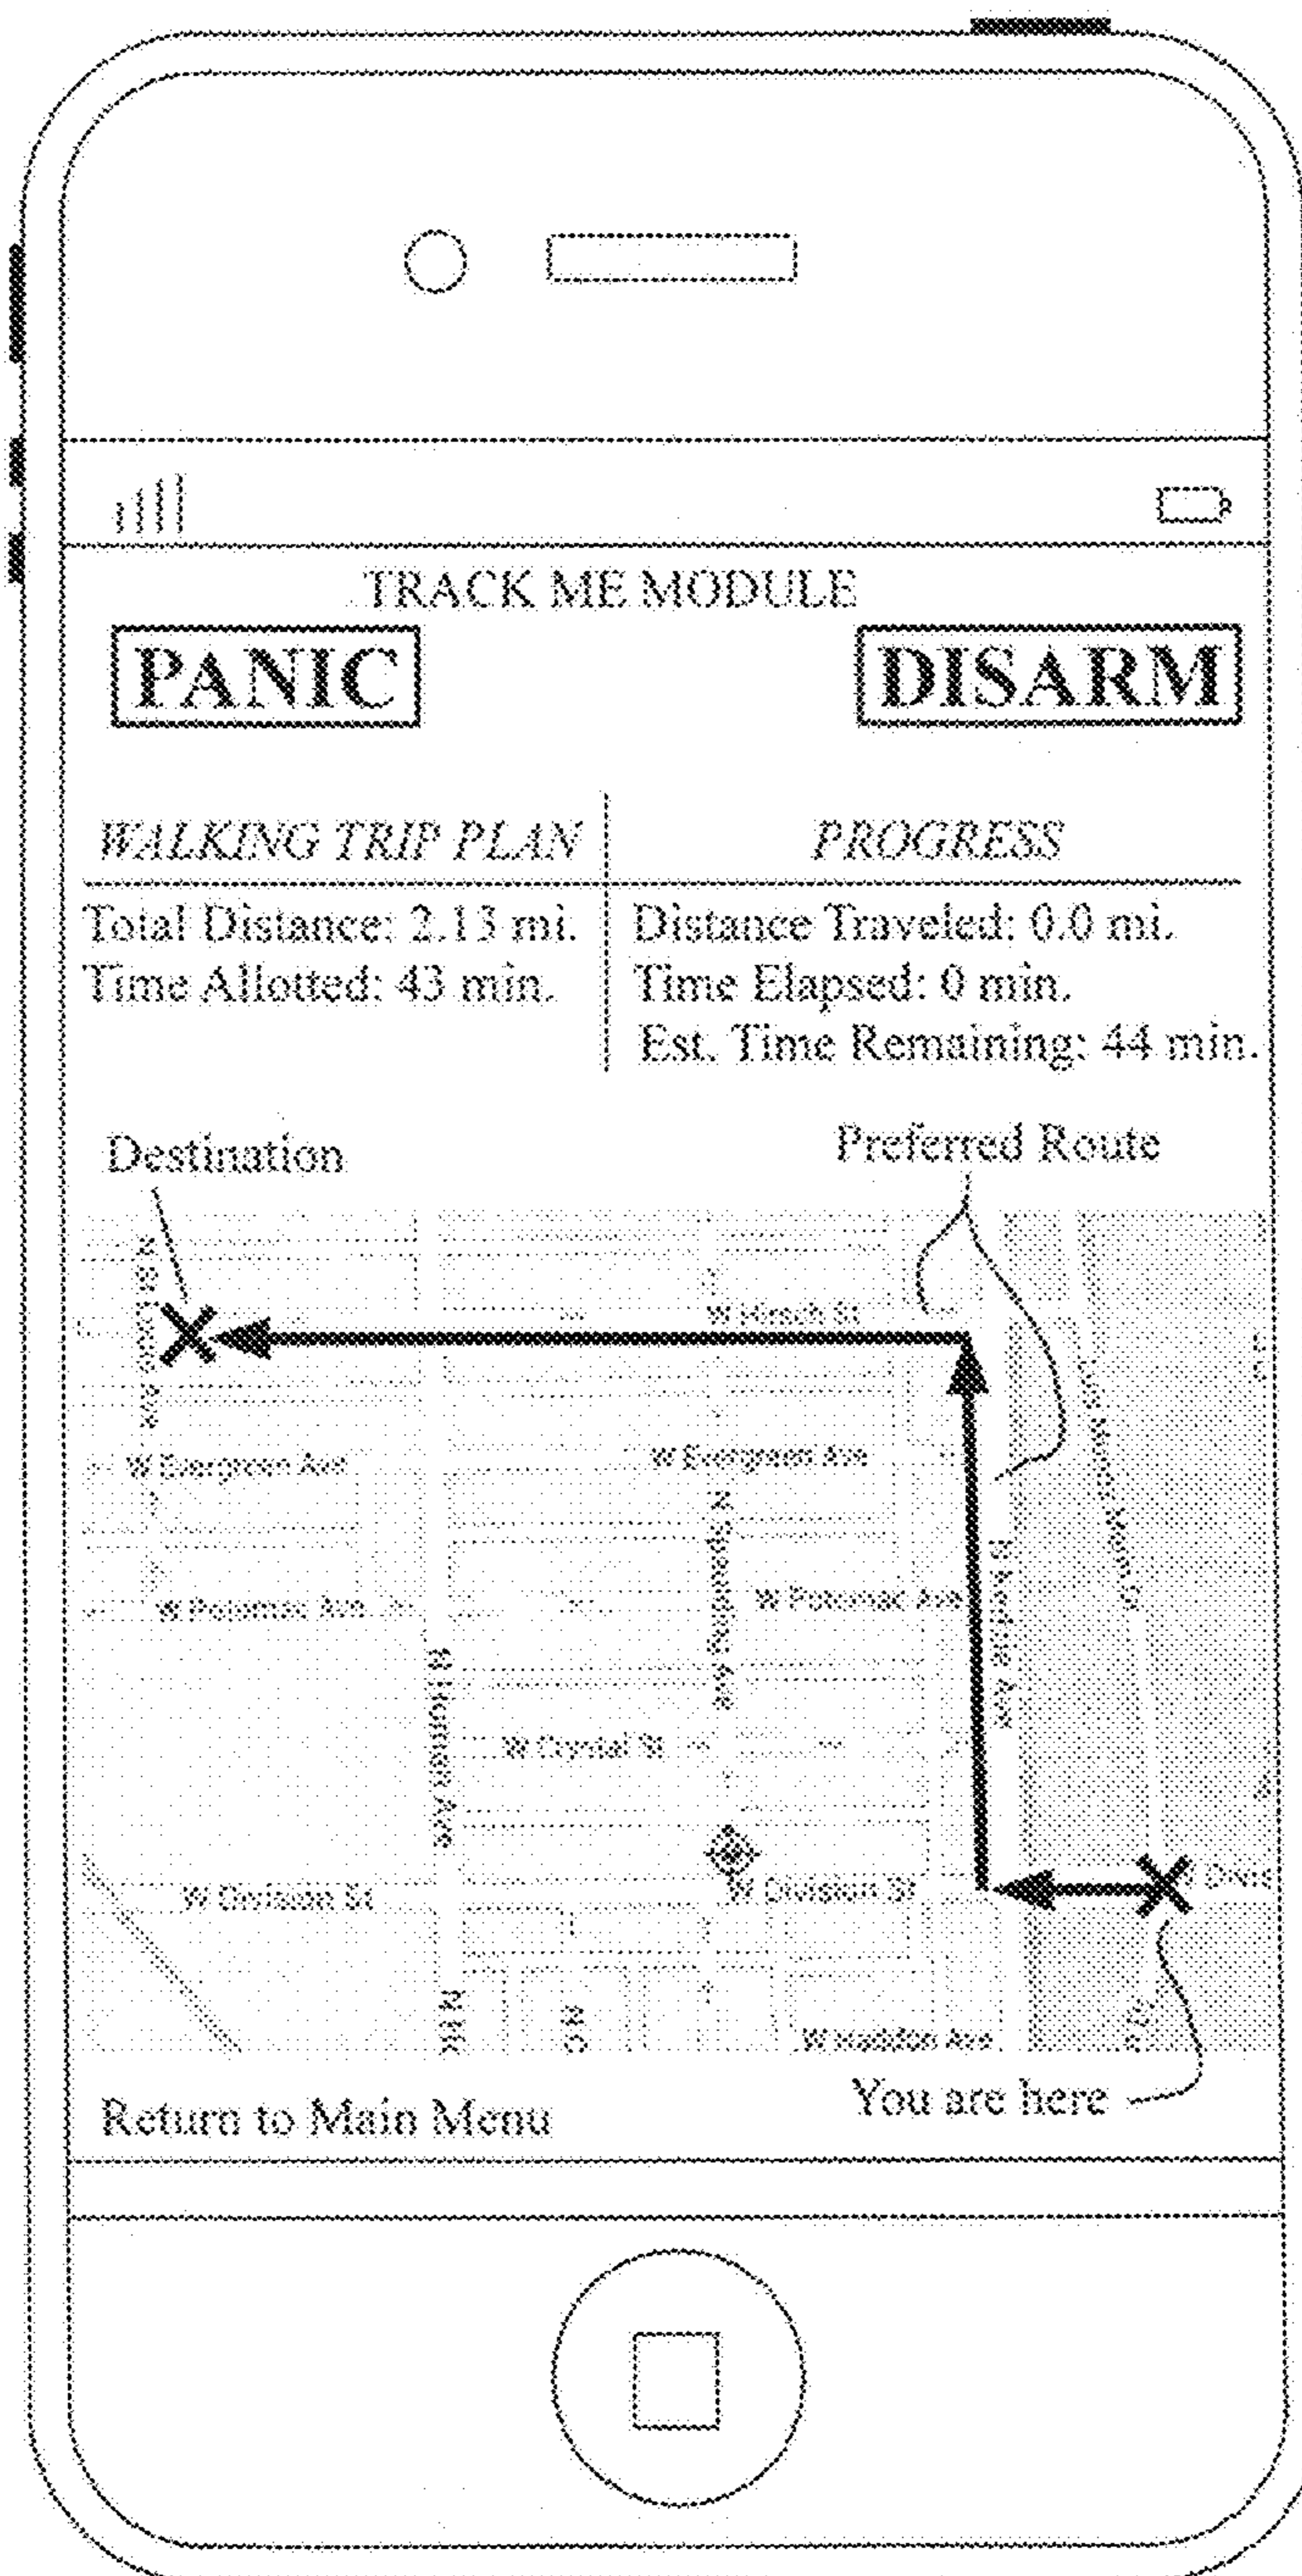 TRACK ME MODULE
PANIC
DISARM
WALKING TRIP PLAN
PROGRESS
Total Distance: 2.13 mi.
Distance Traveled: 0.0 mi.
Time Allotted: 43 min.
Time Elapsed: 0 min.
Est. Time Remaining: 44 min.
Destination
Preferred Route
W Hirsch St
W Evergreen Ave
W Evergreen Ave
W Potomac Ave
W Potomac Ave
W Crystal St
W Division St
W Division St
W Haddon Ave
You are here
Return to Main Menu